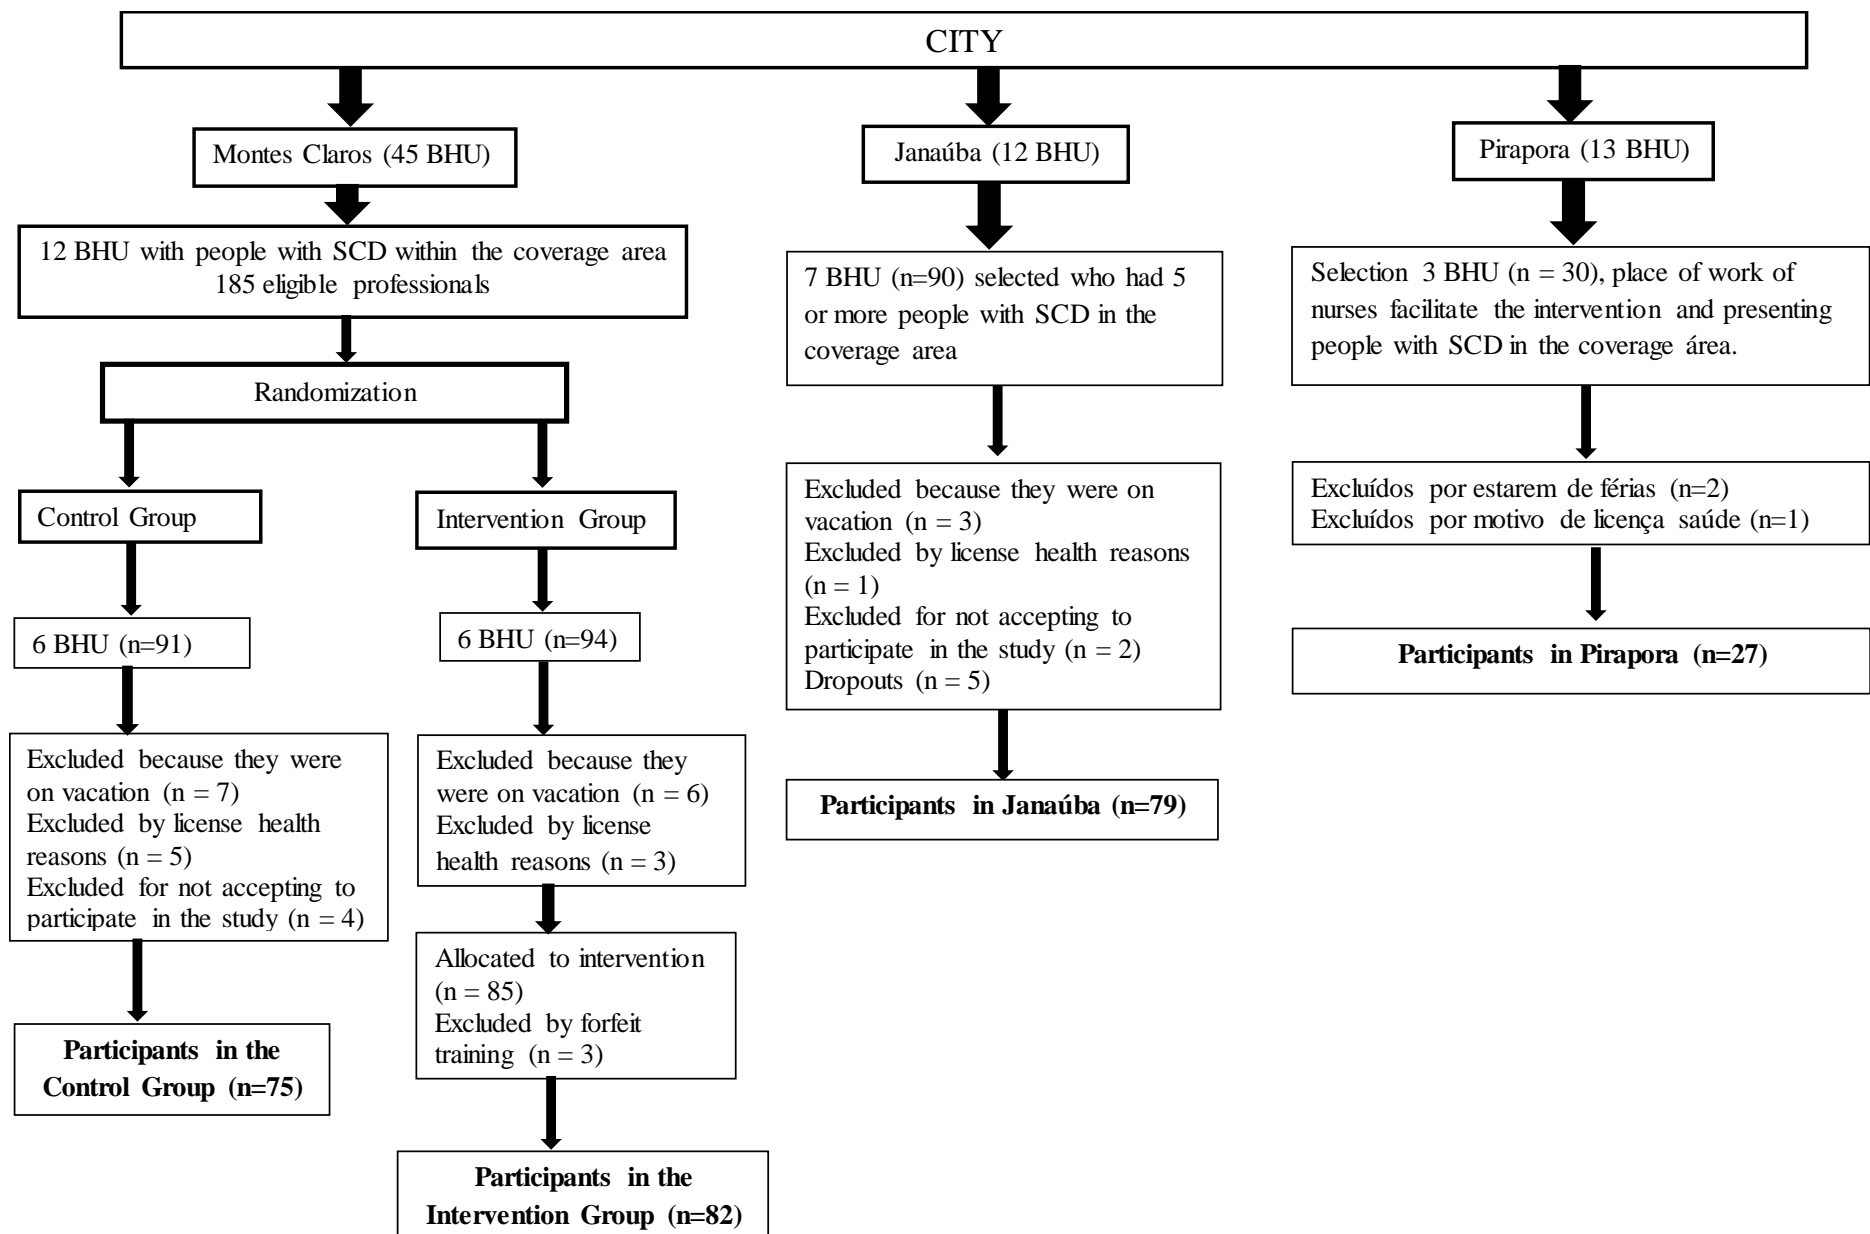 CITY
Montes Claros (45 BHU)
12 BHU with people with SCD within the coverage area
185 eligible professionals
Randomization
Control Group
6 BHU (n=91)
Excluded because they were
on vacation (n = 7)
Excluded by license health
reasons (n = 5)
Excluded for not accepting to
participate in the study (n = 4)
Participants in the
Control Group (n=75)
Intervention Group
6 BHU (n=94)
Excluded because they
were on vacation (n = 6)
Excluded by license
health reasons (n = 3)
Allocated to intervention
(n = 85)
Excluded by forfeit
training (n = 3)
Participants in the
Intervention Group (n=82)
Janaúba (12 BHU)
7 BHU (n=90) selected who had 5
or more people with SCD in the
coverage area
Excluded because they were on
vacation (n = 3)
Excluded by license health reasons
(n = 1)
Excluded for not accepting to
participate in the study (n = 2)
Dropouts (n = 5)
Participants in Janaúba (n=79)
Pirapora (13 BHU)
Selection 3 BHU (n = 30), place of work of
nurses facilitate the intervention and presenting
people with SCD in the coverage área.
Excluídos por estarem de férias (n=2)
Excluídos por motivo de licença saúde (n=1)
Participants in Pirapora (n=27)